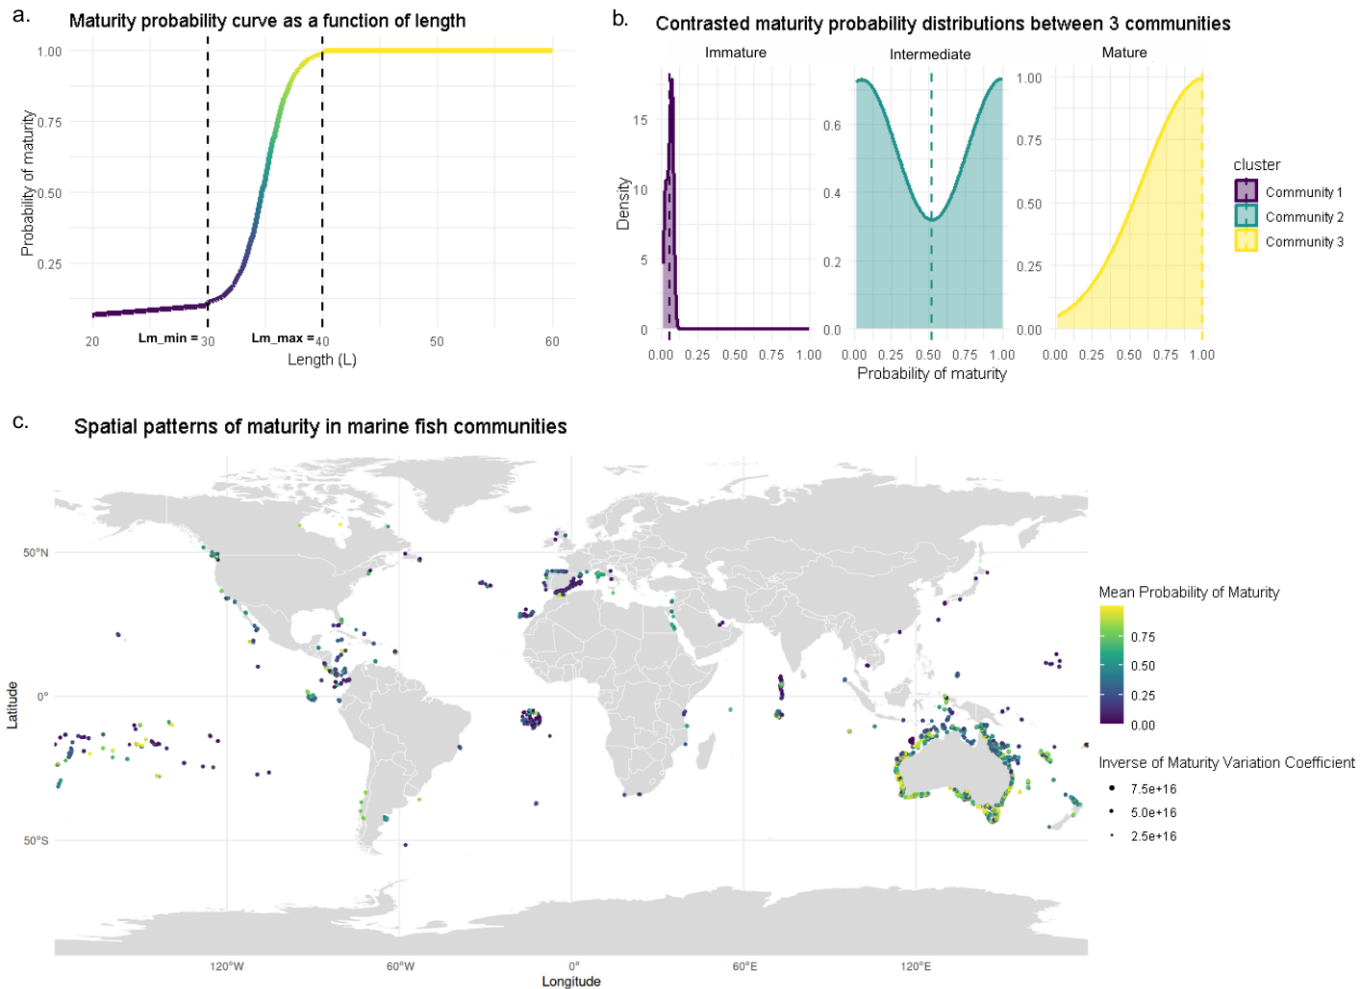 a.
Maturity probability curve as a function of length
Probability of maturity
1.00
0.75
0.50
0.25
Lm_min =
Lm_max =
20
30
40
50
60
Length (L)
b.
Contrasted maturity probability distributions between 3 communities
Immature
Intermediate
Mature
Density
15
10
5
0
0.6
0.4
0.2
0.0
1.00
0.75
0.50
0.25
0.00
0.00 0.25 0.50 0.75 1.00
0.00 0.25 0.50 0.75 1.00
0.00 0.25 0.50 0.75 1.00
Probability of maturity
cluster
Community 1
Community 2
Community 3
c.
Spatial patterns of maturity in marine fish communities
Latitude
50°N
0°
50°S
120°W
60°W
0°
60°E
120°E
Longitude
Mean Probability of Maturity
0.75
0.50
0.25
0.00
Inverse of Maturity Variation Coefficient
7.5e+16
5.0e+16
2.5e+16